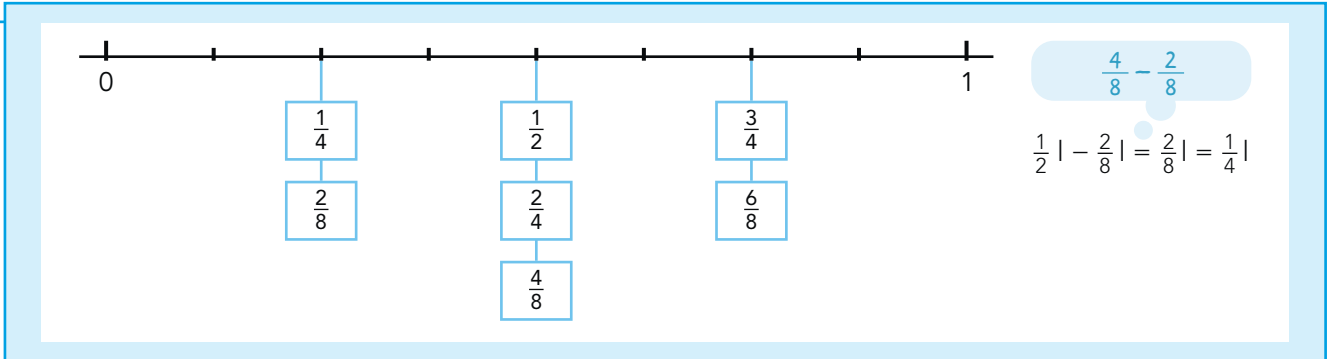 0 1
1/4 1/2 3/4
2/8 2/4 6/8
4/8
4/8 − 2/8
1/2 l − 2/8 l = 2/8 l = 1/4 l